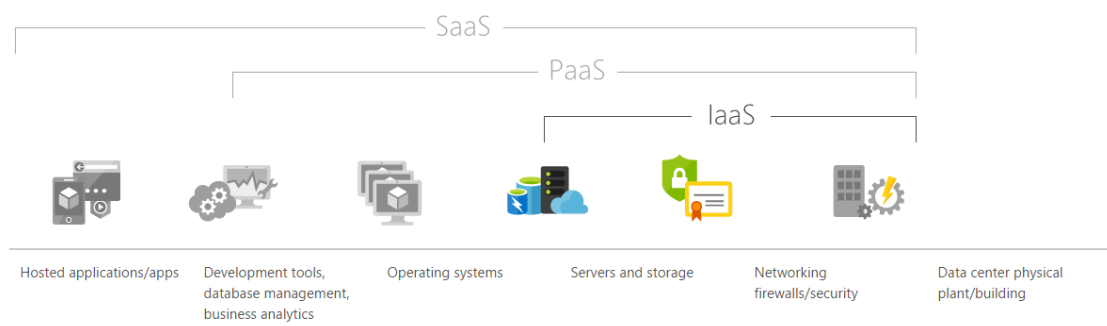 SaaS
PaaS
IaaS
Hosted applications/apps
Development tools,
database management,
business analytics
Operating systems
Servers and storage
Networking
firewalls/security
Data center physical
plant/building